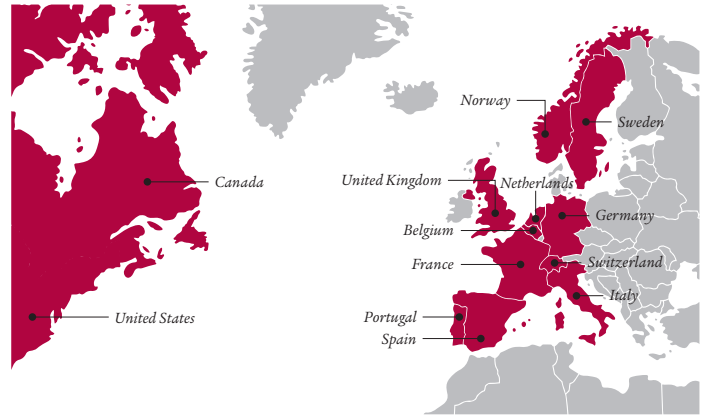 Norway
Sweden
Canada
United Kingdom
Netherlands
Germany
Belgium
France
Switzerland
Italy
United States
Portugal
Spain